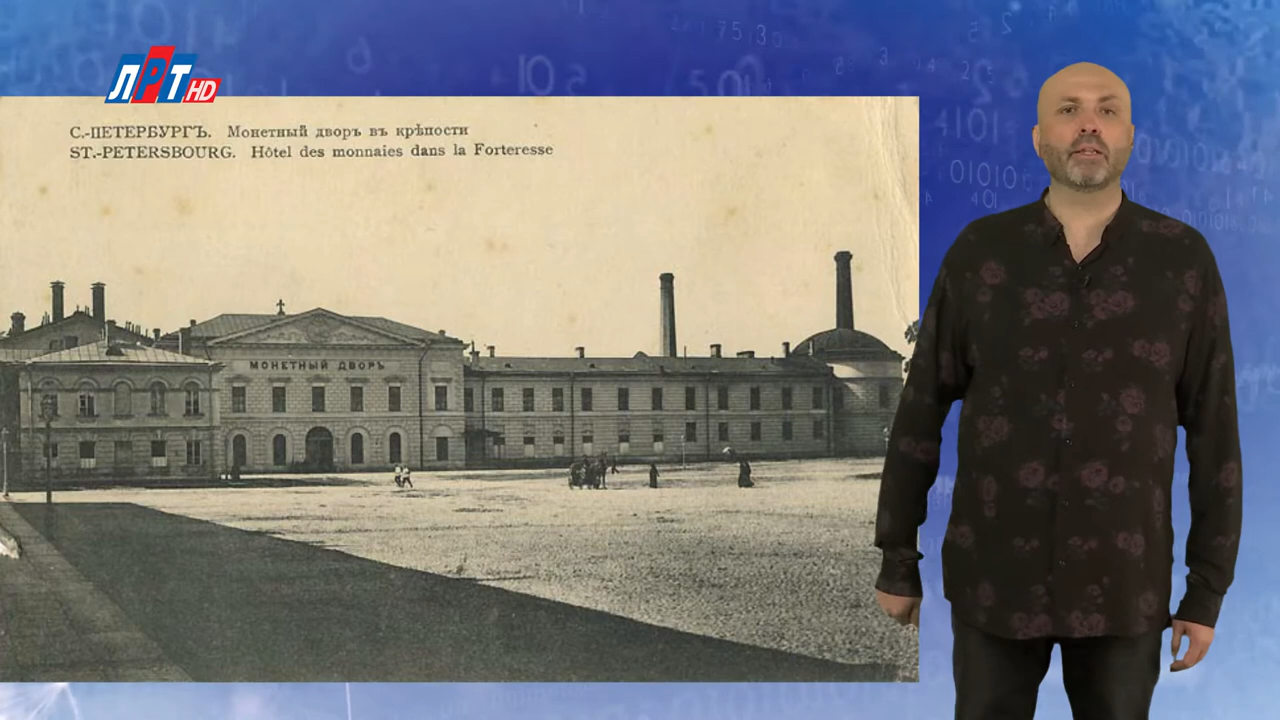 ЛРТ HD
С.-ПЕТЕРБУРГЪ. Монетный дворъ въ крѣпости
ST.-PETERSBOURG. Hôtel des monnaies dans la Forteresse
МОНЕТНЫЙ ДВОРЪ